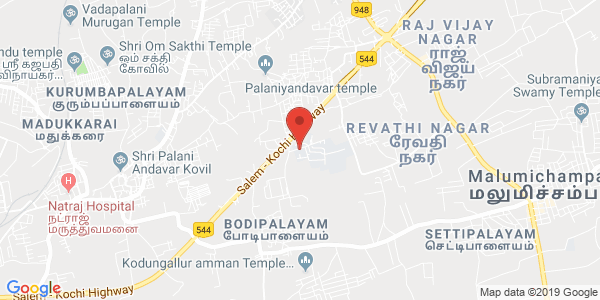 Vadapalani
Murugan Temple
948
RAJ VIJAY
NAGAR
ராஜ்
விஜய்
நகர்
544
ndu temple
ஸ்ரீ கஜபதி
விநாயகர்...
Shri Om Sakthi Temple
ஓம் சக்தி
கோவில்
Palaniyandavar temple
Subramaniya
Swamy Temple
KURUMBAPALAYAM
குரும்பப்பாளையம்
MADUKKARAI
மதுக்கரை
Salem - Kochi Highway
REVATHI NAGAR
ரேவதி
நகர்
Shri Palani
Andavar Kovil
Malumichampa
மலுமிச்சம்ப
Natraj Hospital
நட்ராஜ்
மருத்துவமனை
544
BODIPALAYAM
போடிபாளையம்
SETTIPALAYAM
செட்டிபாளையம்
Kodungallur amman Temple...
Salem - Kochi Highway
Google
Map data ©2019 Google